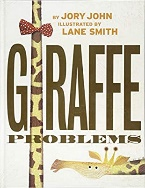 BY JORY JOHN
ILLUSTRATED BY
LANE SMITH
GIRAFFE
PROBLEMS